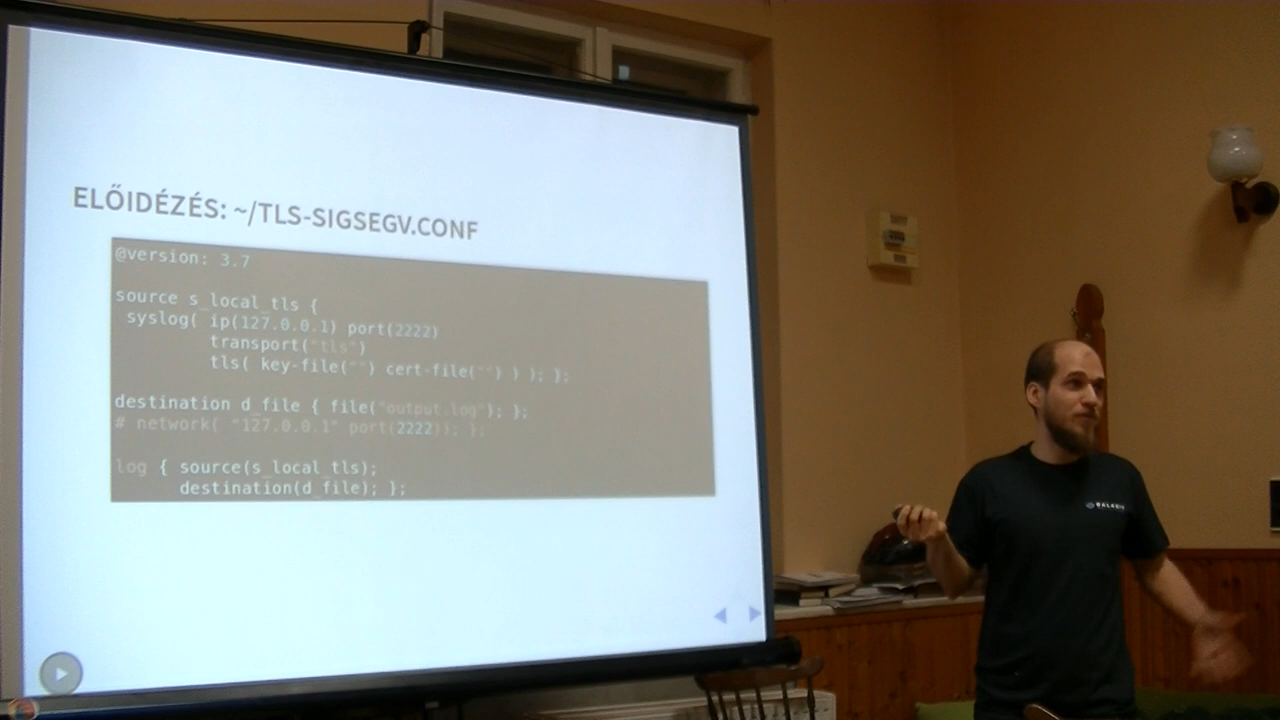 ELŐIDÉZÉS: ~/TLS-SIGSEGV.CONF
@version: 3.7
source s_local_tls {
syslog( ip(127.0.0.1) port(2222)
transport("tls")
tls( key-file("") cert-file("") ) ); };
destination d_file { file("output.log"); };
# network( "127.0.0.1" port(2222)); };
log { source(s_local_tls);
destination(d_file); };
BALABIT